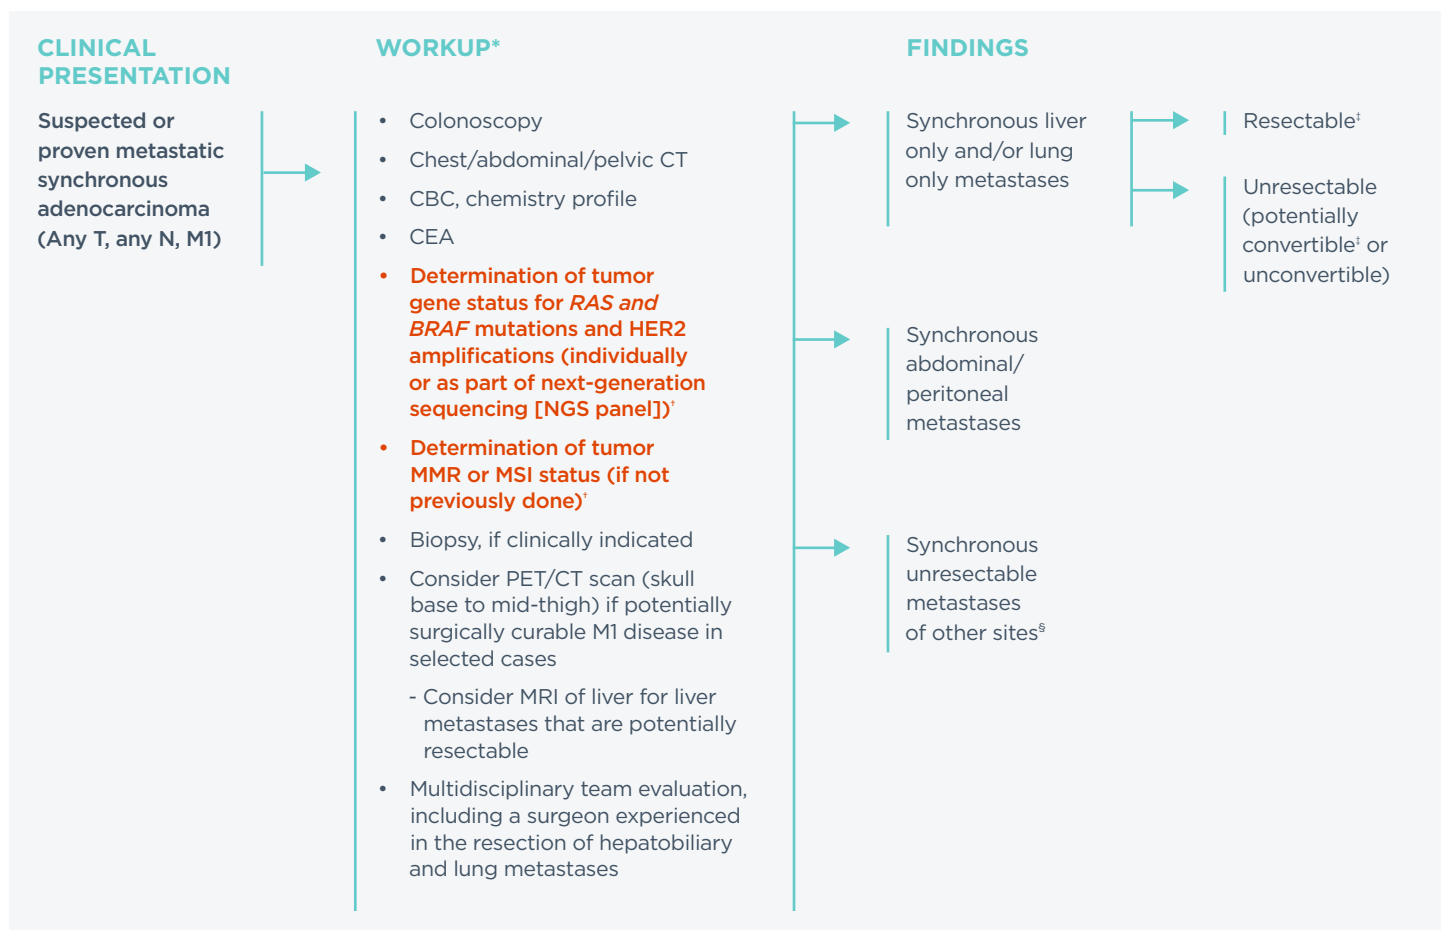 CLINICAL
PRESENTATION
Suspected or
proven metastatic
synchronous
adenocarcinoma
(Any T, any N, M1)
WORKUP*
• Colonoscopy
• Chest/abdominal/pelvic CT
• CBC, chemistry profile
• CEA
• Determination of tumor
gene status for RAS and
BRAF mutations and HER2
amplifications (individually
or as part of next-generation
sequencing [NGS panel])†
• Determination of tumor
MMR or MSI status (if not
previously done)†
• Biopsy, if clinically indicated
• Consider PET/CT scan (skull
base to mid-thigh) if potentially
surgically curable M1 disease in
selected cases
- Consider MRI of liver for liver
metastases that are potentially
resectable
• Multidisciplinary team evaluation,
including a surgeon experienced
in the resection of hepatobiliary
and lung metastases
FINDINGS
Synchronous liver
only and/or lung
only metastases
Resectable‡
Unresectable
(potentially
convertible‡ or
unconvertible)
Synchronous
abdominal/
peritoneal
metastases
Synchronous
unresectable
metastases
of other sites§